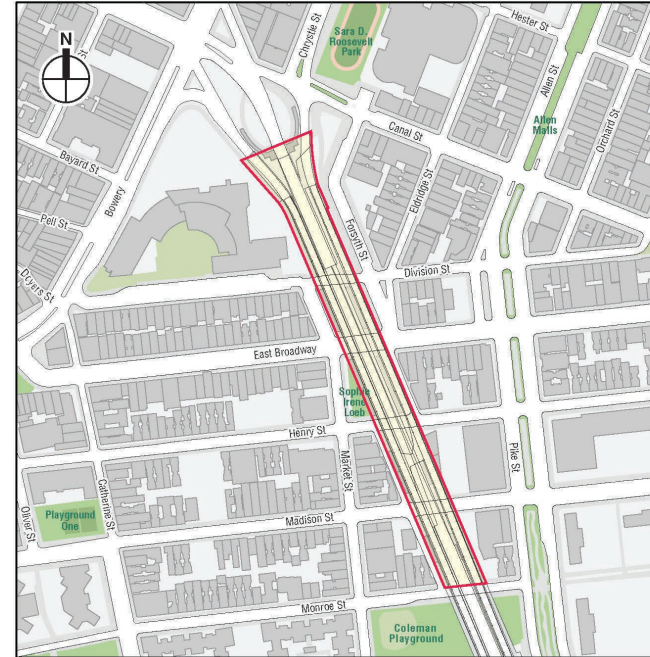 Hester St
Chrystie St
Sara D.
Roosevelt
Park
N
Allen St
Orchard St
Allen
Malls
Canal St
Bayard St
Bowery
Eldridge St
Pell St
Forsyth St
Doyers St
Division St
East Broadway
Sophie
Irene
Loeb
Henry St
Market St
Pike St
Catherine St
Oliver St
Playground
One
Madison St
Monroe St
Coleman
Playground